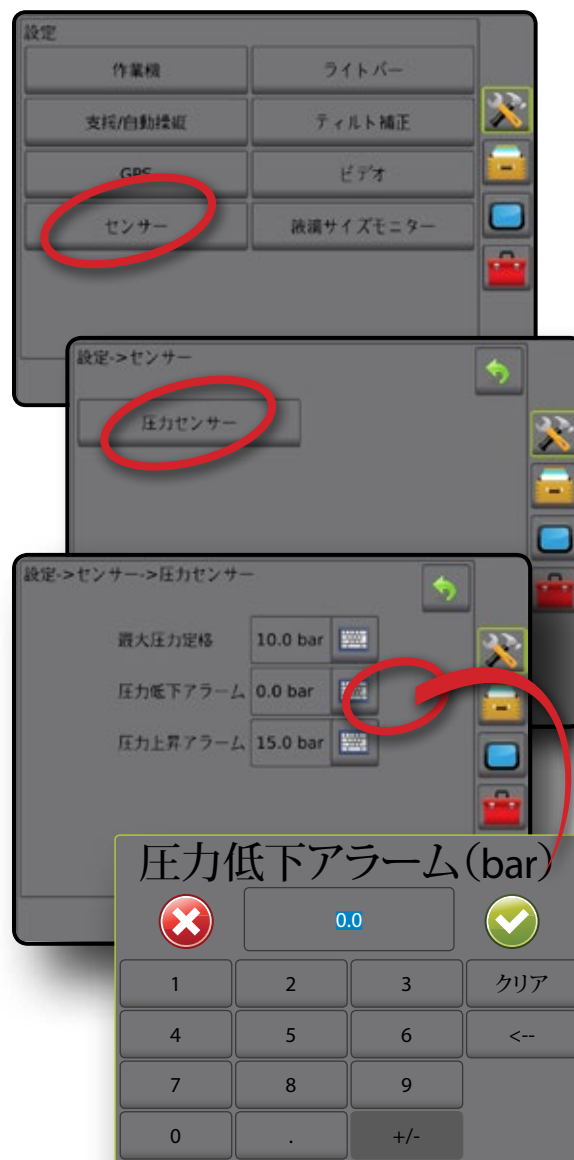 設定
作業機 ライトバー
支援/自動操縦 ティルト補正
GPS ビデオ
センサー 液滴サイズモニター
設定->センサー
圧力センサー
設定->センサー->圧力センサー
最大圧力定格 10.0 bar
圧力低下アラーム 0.0 bar
圧力上昇アラーム 15.0 bar
圧力低下アラーム(bar)
0.0
1 2 3 クリア
4 5 6 <--
7 8 9
0 . +/-